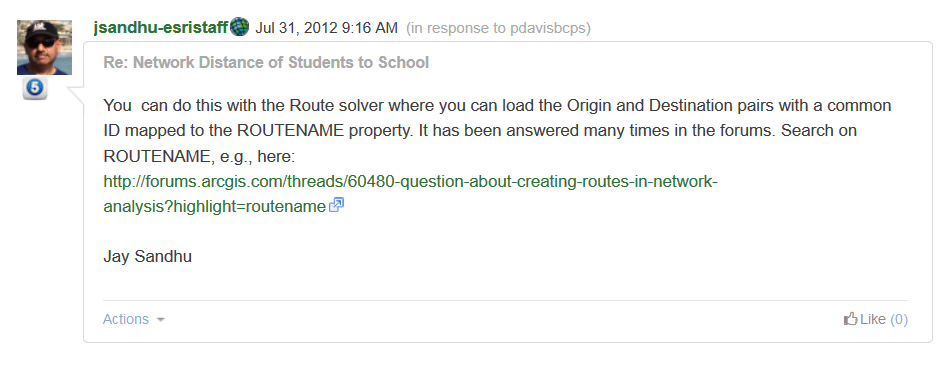 jsandhu-esristaff Jul 31, 2012 9:16 AM (in response to pdavisbcps)
5
Re: Network Distance of Students to School
You  can do this with the Route solver where you can load the Origin and Destination pairs with a common
ID mapped to the ROUTENAME property. It has been answered many times in the forums. Search on
ROUTENAME, e.g., here:
http://forums.arcgis.com/threads/60480-question-about-creating-routes-in-network-
analysis?highlight=routename
Jay Sandhu
Actions Like (0)